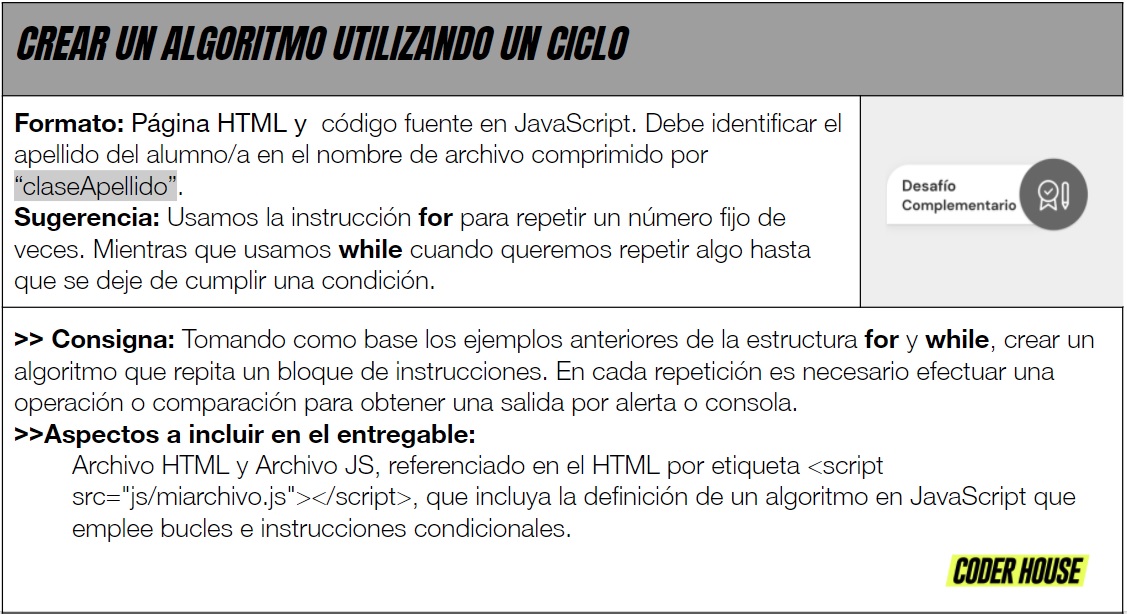 CREAR UN ALGORITMO UTILIZANDO UN CICLO
Formato: Página HTML y código fuente en JavaScript. Debe identificar el
apellido del alumno/a en el nombre de archivo comprimido por
“claseApellido”.
Sugerencia: Usamos la instrucción for para repetir un número fijo de
veces. Mientras que usamos while cuando queremos repetir algo hasta
que se deje de cumplir una condición.
Desafío
Complementario
>> Consigna: Tomando como base los ejemplos anteriores de la estructura for y while, crear un
algoritmo que repita un bloque de instrucciones. En cada repetición es necesario efectuar una
operación o comparación para obtener una salida por alerta o consola.
>>Aspectos a incluir en el entregable:
Archivo HTML y Archivo JS, referenciado en el HTML por etiqueta <script
src="js/miarchivo.js"></script>, que incluya la definición de un algoritmo en JavaScript que
emplee bucles e instrucciones condicionales.
CODER HOUSE